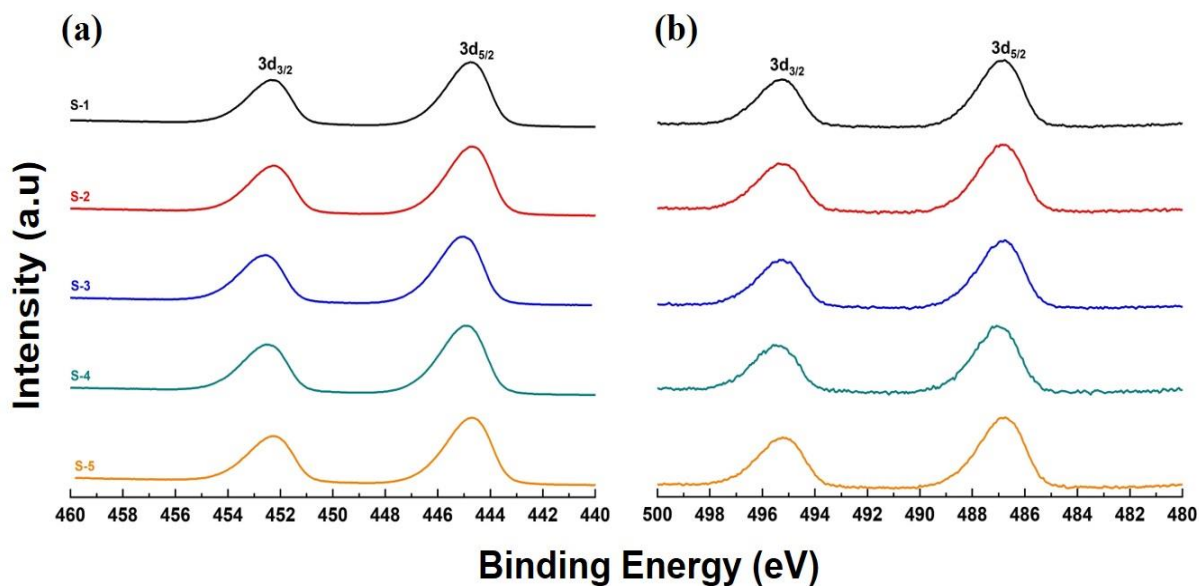 (a)
(b)
3d3/2
3d5/2
3d3/2
3d5/2
S-1
S-2
S-3
S-4
S-5
Intensity (a.u)
460 458 456 454 452 450 448 446 444 442 440
500 498 496 494 492 490 488 486 484 482 480
Binding Energy (eV)